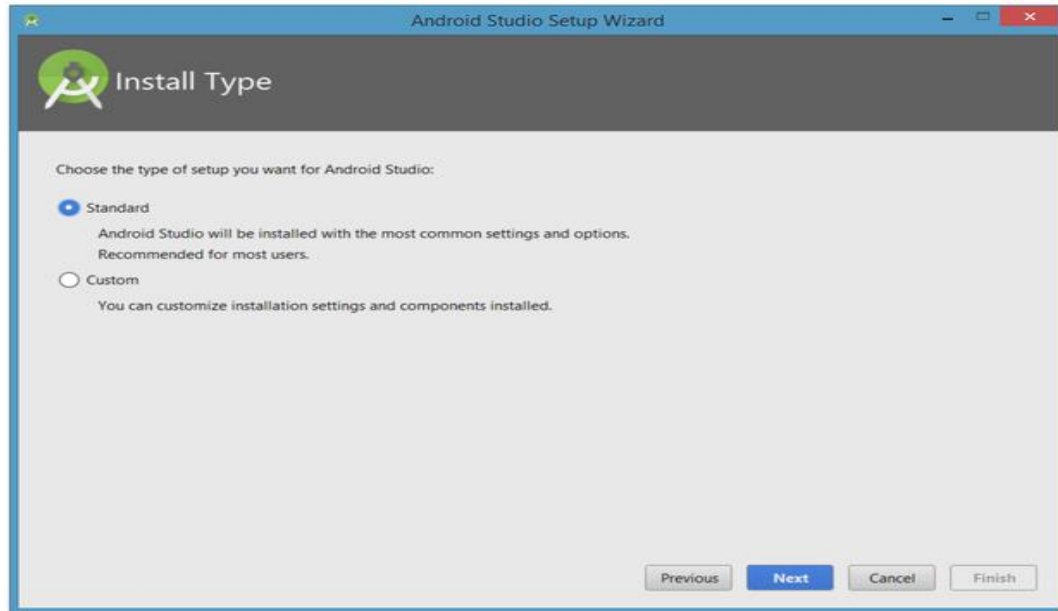 Android Studio Setup Wizard
Install Type
Choose the type of setup you want for Android Studio:
Standard
Android Studio will be installed with the most common settings and options.
Recommended for most users.
Custom
You can customize installation settings and components installed.
Previous
Next
Cancel
Finish